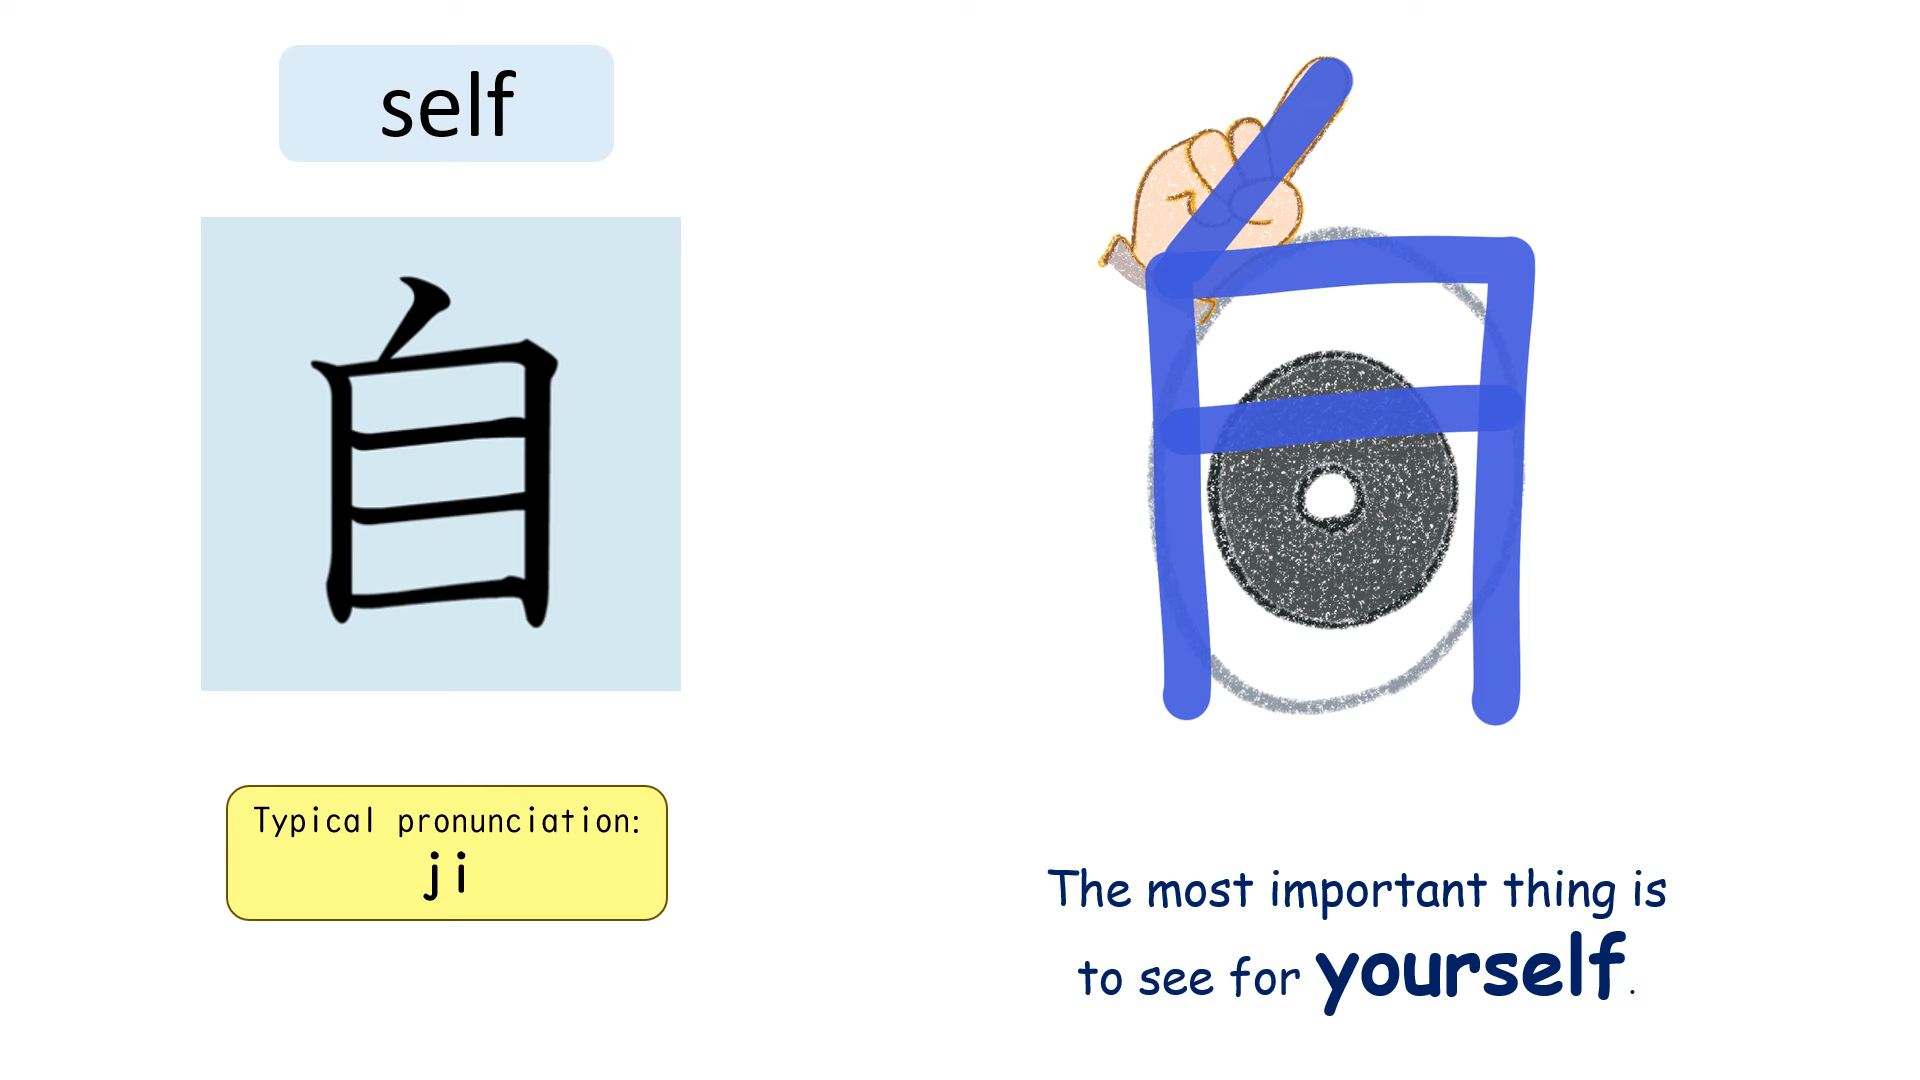 self
自
Typical pronunciation:
ji
The most important thing is
to see for yourself.